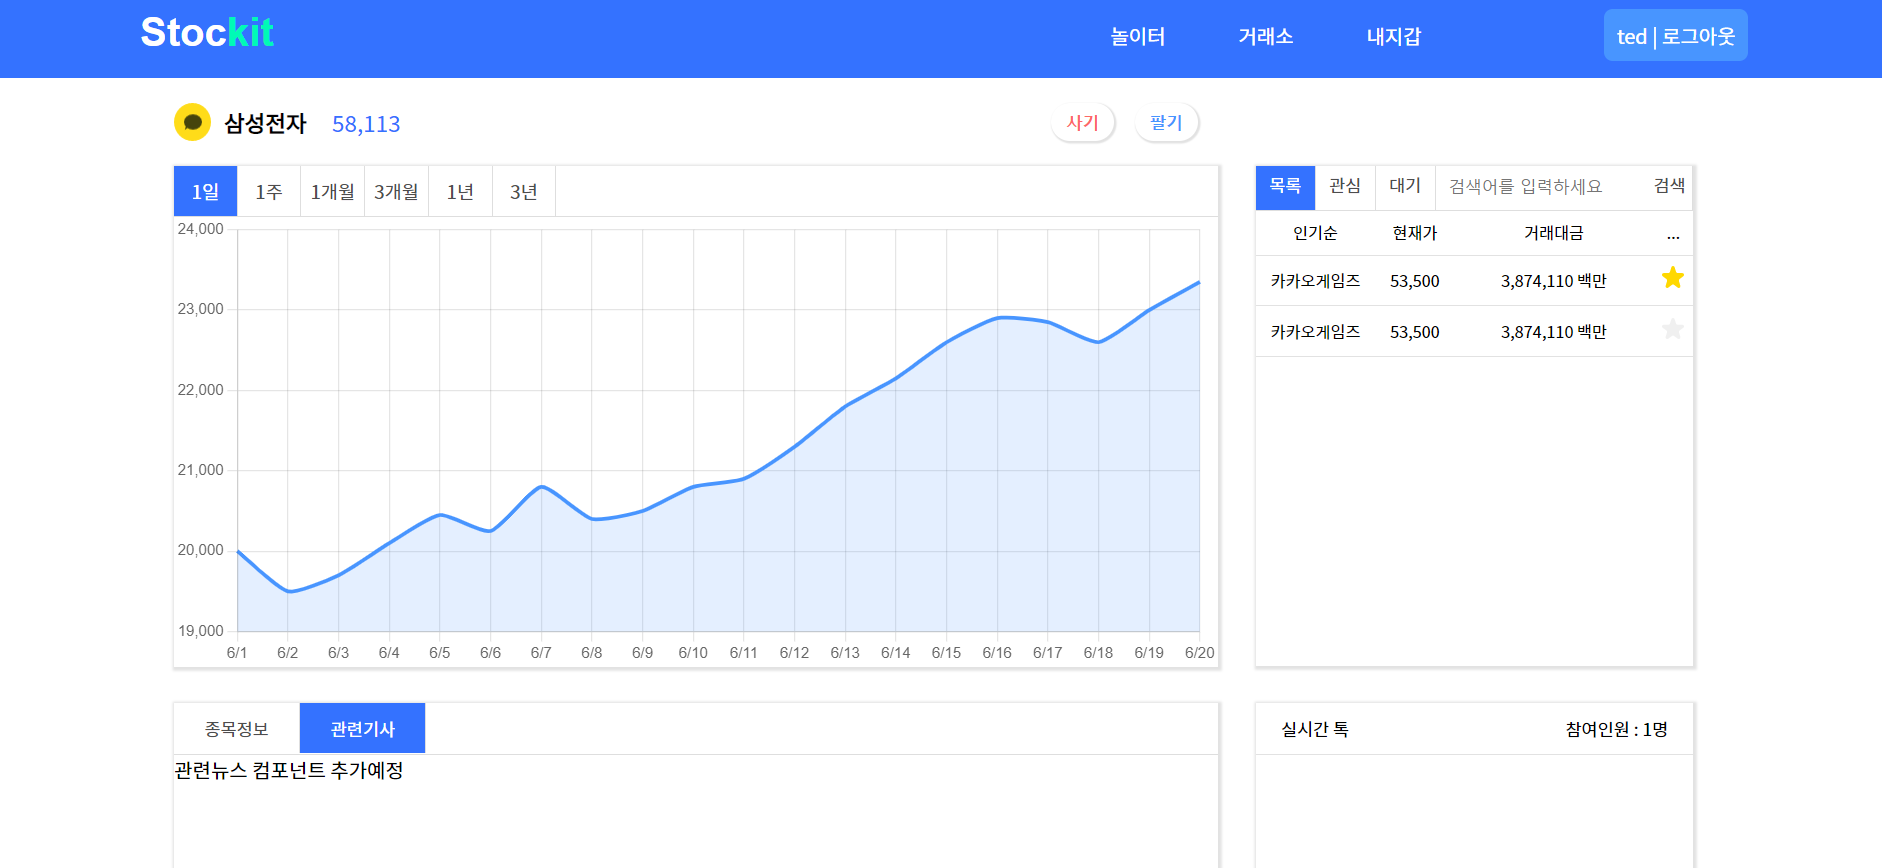 Stockit
놀이터 거래소 내지갑 ted | 로그아웃
삼성전자 58,113 사기 팔기
1일 1주 1개월 3개월 1년 3년
24,000
23,000
22,000
21,000
20,000
19,000
6/1 6/2 6/3 6/4 6/5 6/6 6/7 6/8 6/9 6/10 6/11 6/12 6/13 6/14 6/15 6/16 6/17 6/18 6/19 6/20
목록 관심 대기 검색어를 입력하세요 검색
인기순 현재가 거래대금 ...
카카오게임즈 53,500 3,874,110 백만
카카오게임즈 53,500 3,874,110 백만
종목정보 관련기사
관련뉴스 컴포넌트 추가예정
실시간 톡 참여인원 : 1명